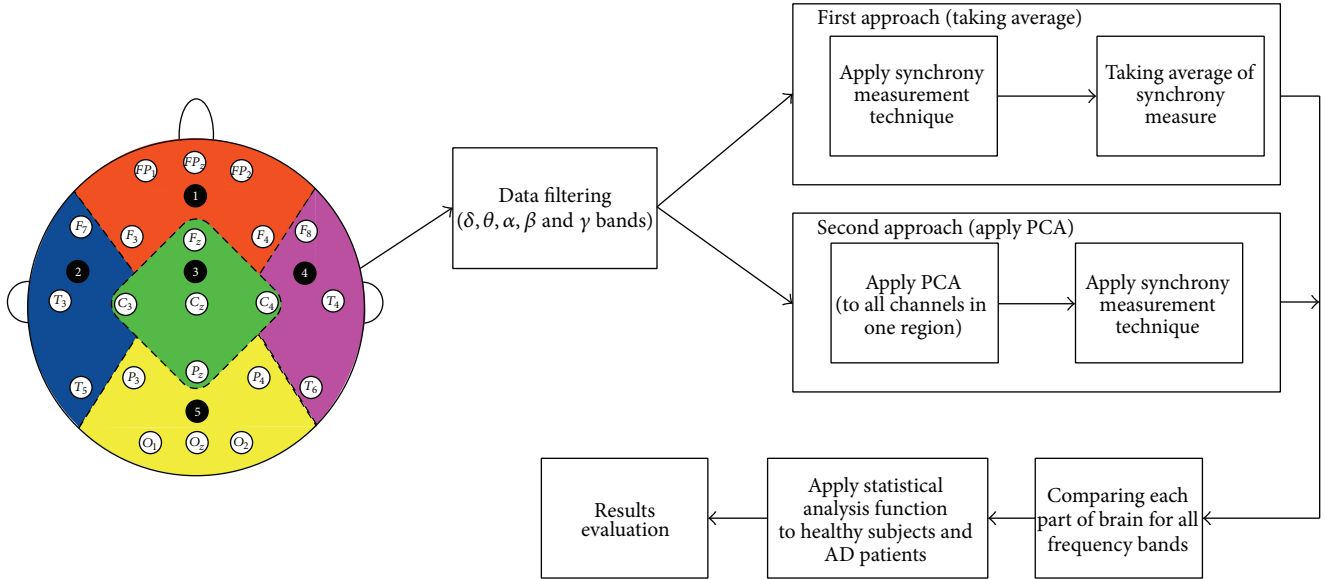 FP1
FPz
FP2
1
F7
F3
Fz
F4
F8
2
3
4
T3
C3
Cz
C4
T4
T5
P3
Pz
P4
T6
5
O1
Oz
O2
Data filtering
(δ, θ, α, β and γ bands)
First approach (taking average)
Apply synchrony
measurement
technique
Taking average of
synchrony
measure
Second approach (apply PCA)
Apply PCA
(to all channels in
one region)
Apply synchrony
measurement
technique
Comparing each
part of brain for all
frequency bands
Apply statistical
analysis function
to healthy subjects and
AD patients
Results
evaluation